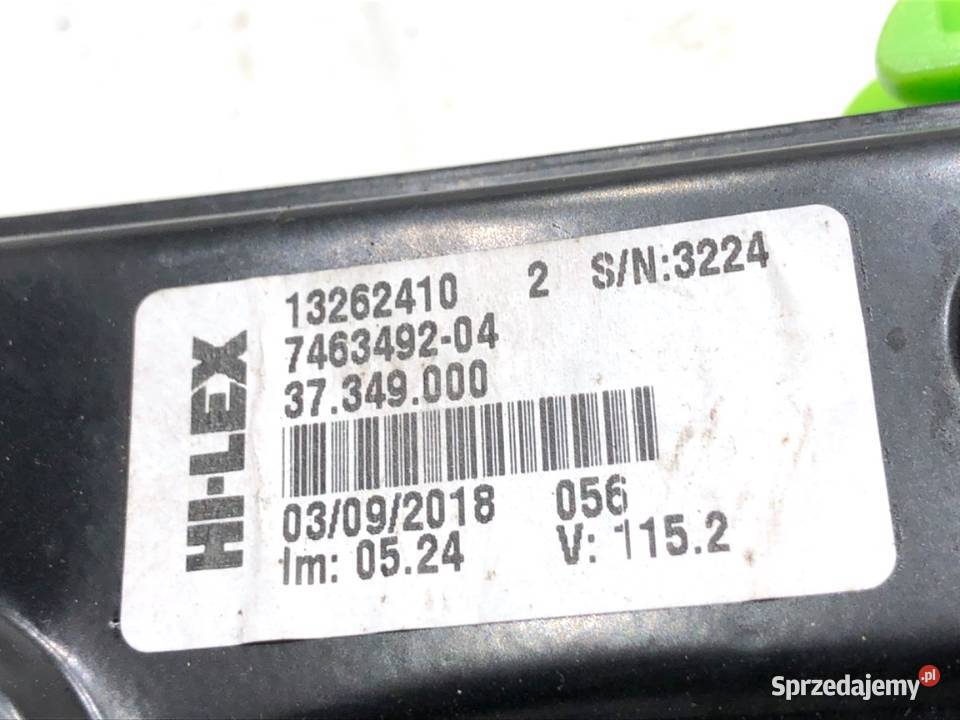 HI-LEX
13262410 2 S/N:3224
7463492-04
37.349.000
03/09/2018 056
Im: 05.24 V: 115.2
Sprzedajemy.pl